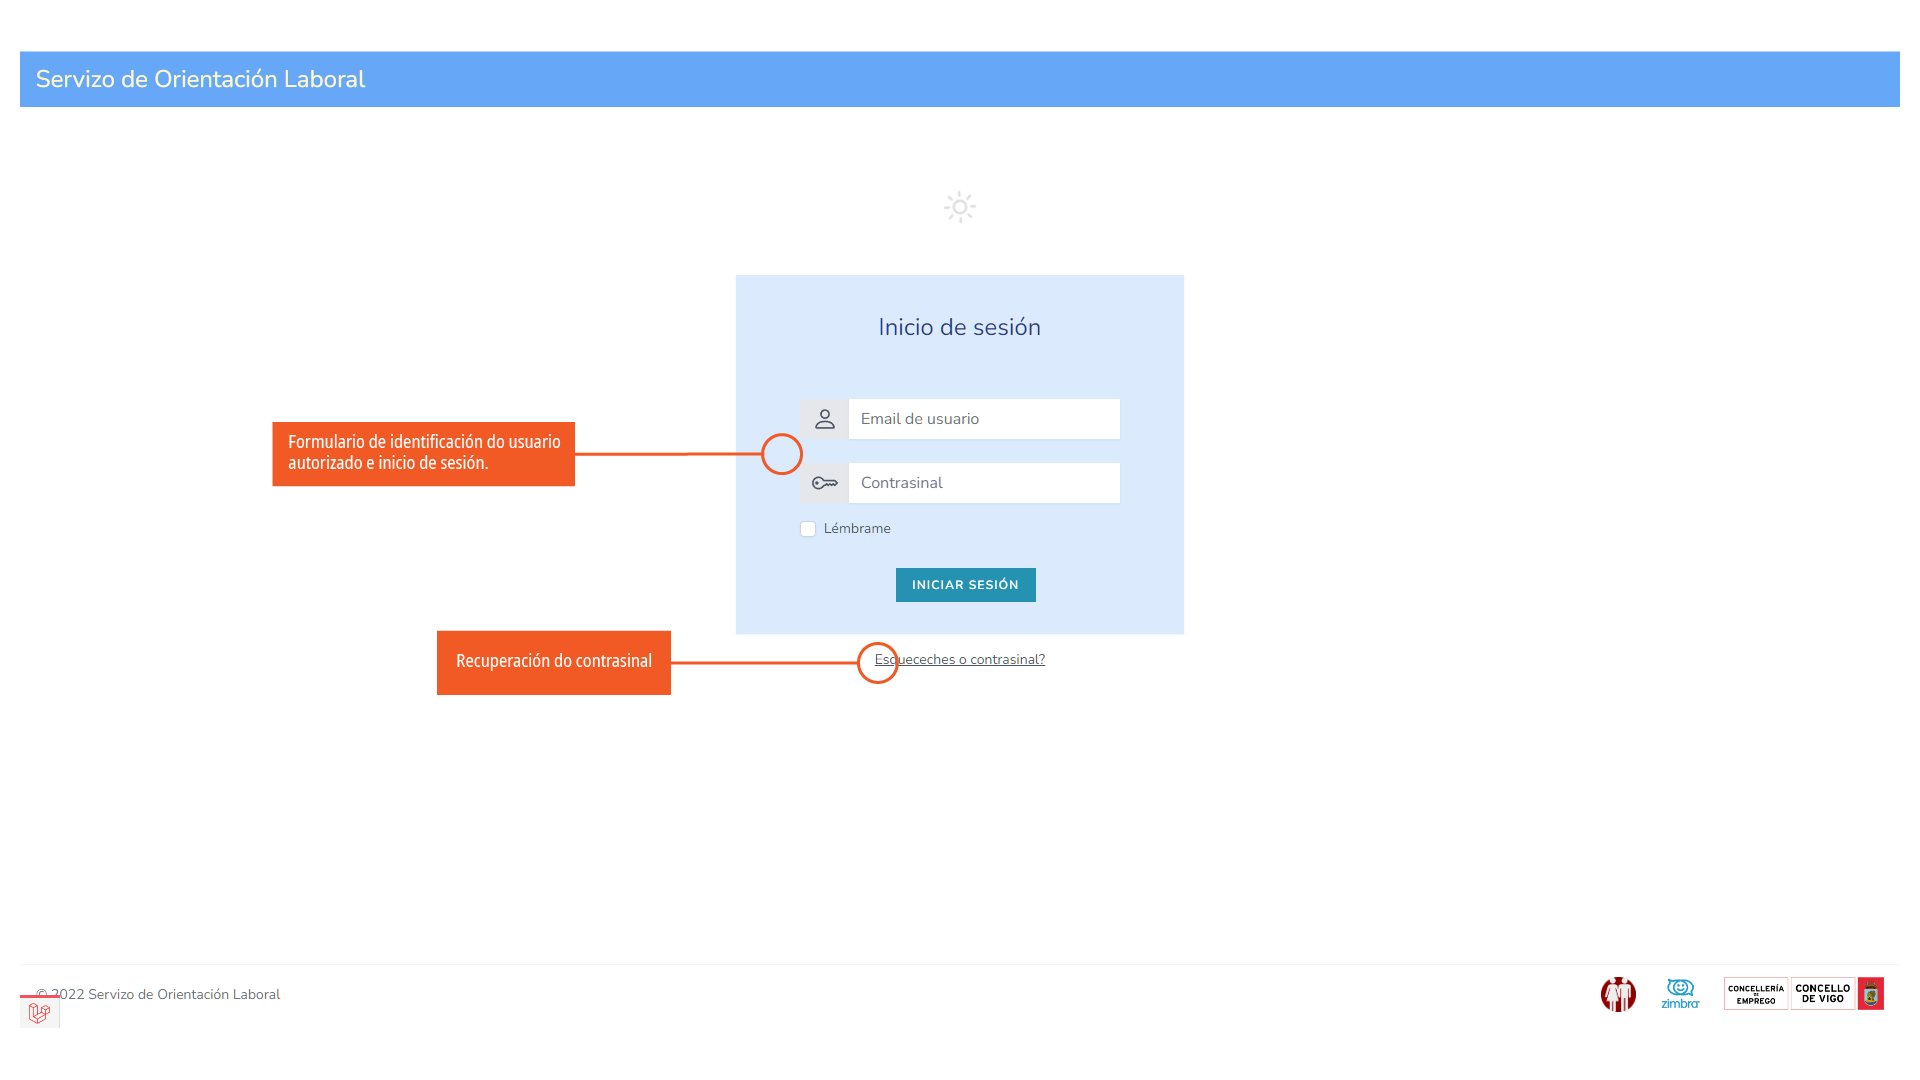 Servizo de Orientación Laboral
Inicio de sesión
Email de usuario
Formulario de identificación do usuario
autorizado e inicio de sesión.
Contrasinal
Lémbrame
INICIAR SESIÓN
Recuperación do contrasinal
Esqueceches o contrasinal?
© 2022 Servizo de Orientación Laboral
zimbra
CONCELLERÍA
DE
EMPREGO
CONCELLO
DE VIGO